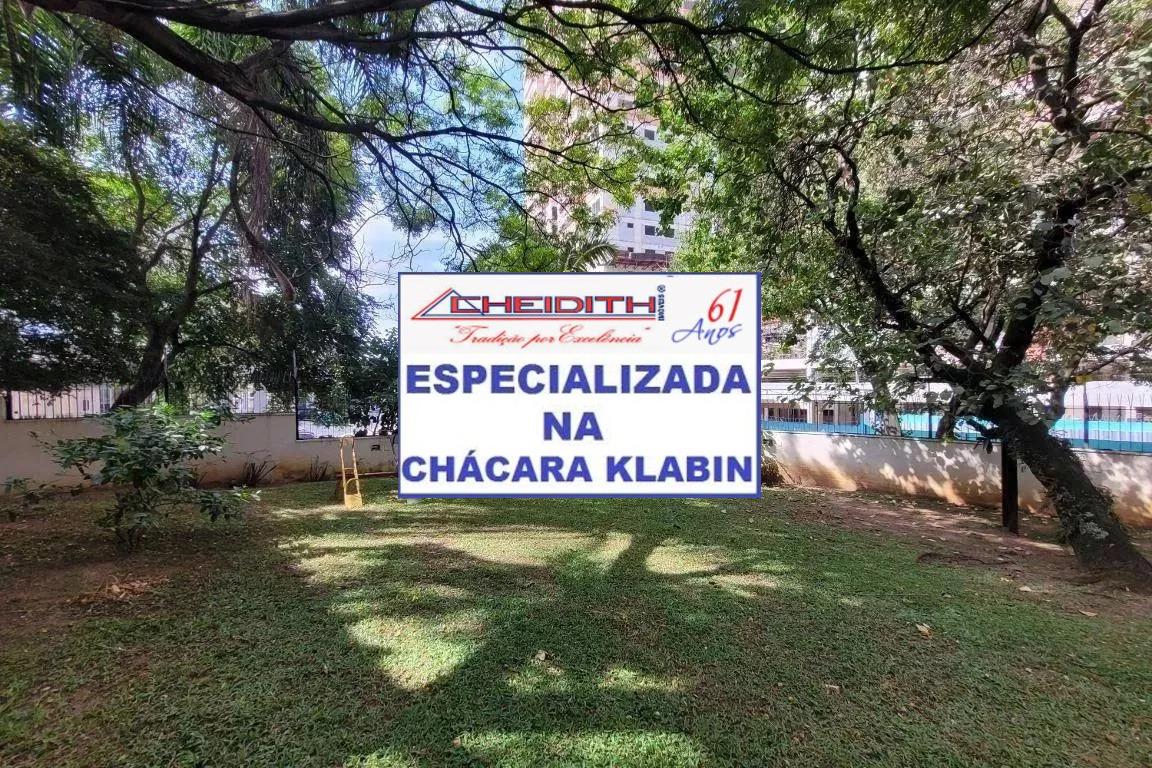 CHEIDITH IMÓVEIS ®
"Tradição por Excelência"
61
Anos
ESPECIALIZADA
NA
CHÁCARA KLABIN